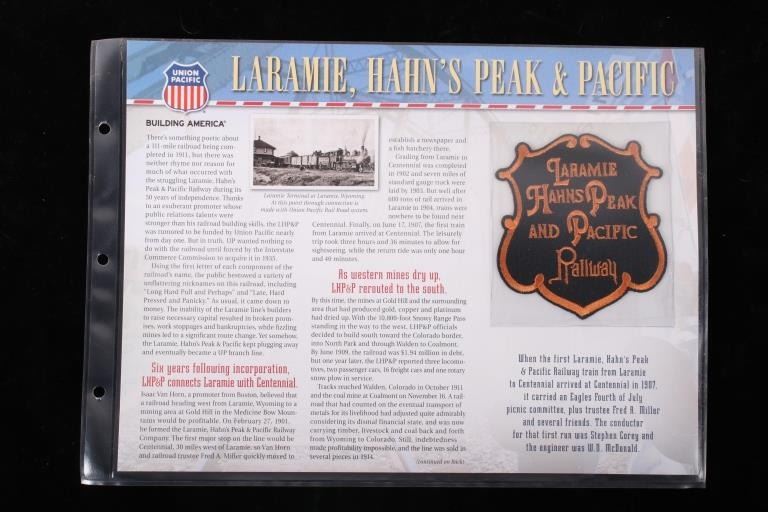 UNION
PACIFIC
BUILDING AMERICA®
LARAMIE, HAHN'S PEAK & PACIFIC
There's something poetic about
a 111-mile railroad being com-
pleted in 1911, but there was
neither rhyme nor reason for
much of what occurred with
the struggling Laramie, Hahn's
Peak & Pacific Railway during its
50 years of independence. Thanks
to an exuberant promoter whose
public relations talents were
stronger than his railroad building skills, the LHP&P
was rumored to be funded by Union Pacific nearly
from day one. But in truth, UP wanted nothing to
do with the railroad until forced by the Interstate
Commerce Commission to acquire it in 1935.
Using the first letter of each component of the
railroad's name, the public bestowed a variety of
unflattering nicknames on this railroad, including
"Long Hard Pull and Perhaps" and "Late, Hard
Pressed and Panicky." As usual, it came down to
money. The inability of the Laramie line's builders
to raise necessary capital resulted in broken prom-
ises, work stoppages and bankruptcies, while fizzling
mines led to a significant route change. Yet somehow,
the Laramie, Hahn's Peak & Pacific kept plugging away
and eventually became a UP branch line.
Six years following incorporation,
LHP&P connects Laramie with Centennial.
Isaac Van Horn, a promoter from Boston, believed that
a railroad heading west from Laramie, Wyoming to a
mining area at Gold Hill in the Medicine Bow Moun-
tains would be profitable. On February 27, 1901,
he formed the Laramie, Hahn's Peak & Pacific Railway
Company. The first major stop on the line would be
Centennial, 30 miles west of Laramie, so Van Horn
and railroad trustee Fred A. Miller quickly moved to
Laramie Terminal at Laramie, Wyoming.
At this point through connection is
made with Union Pacific Rail Road system.
establish a newspaper and
a fish hatchery there.
Grading from Laramie to
Centennial was completed
in 1902 and seven miles of
standard gauge track were
laid by 1903. But well after
600 tons of rail arrived in
Laramie in 1904, trains were
nowhere to be found near
Centennial. Finally, on June 17, 1907, the first train
from Laramie arrived at Centennial. The leisurely
trip took three hours and 36 minutes to allow for
sightseeing, while the return ride was only one hour
and 40 minutes.
As western mines dry up,
LHP&P rerouted to the south.
By this time, the mines at Gold Hill and the surrounding
area that had produced gold, copper and platinum
had dried up. With the 10,800-foot Snowy Range Pass
standing in the way to the west, LHP&P officials
decided to build south toward the Colorado border,
into North Park and through Walden to Coalmont.
By June 1909, the railroad was $1.94 million in debt,
but one year later, the LHP&P reported three locomo-
tives, two passenger cars, 16 freight cars and one rotary
snow plow in service.
Tracks reached Walden, Colorado in October 1911
and the coal mine at Coalmont on November 16. A rail-
road that had counted on the eventual transport of
metals for its livelihood had adjusted quite admirably
considering its dismal financial state, and was now
carrying timber, livestock and coal back and forth
from Wyoming to Colorado. Still, indebtedness
made profitability impossible, and the line was sold in
several pieces in 1914.
(continued on back)
LARAMIE
HAHNS PEAK
AND PACIFIC
Railway
When the first Laramie, Hahn's Peak
& Pacific Railway train from Laramie
to Centennial arrived at Centennial in 1907,
it carried an Eagles Fourth of July
picnic committee, plus trustee Fred A. Miller
and several friends. The conductor
for that first run was Stephen Corey and
the engineer was W.D. McDonald.